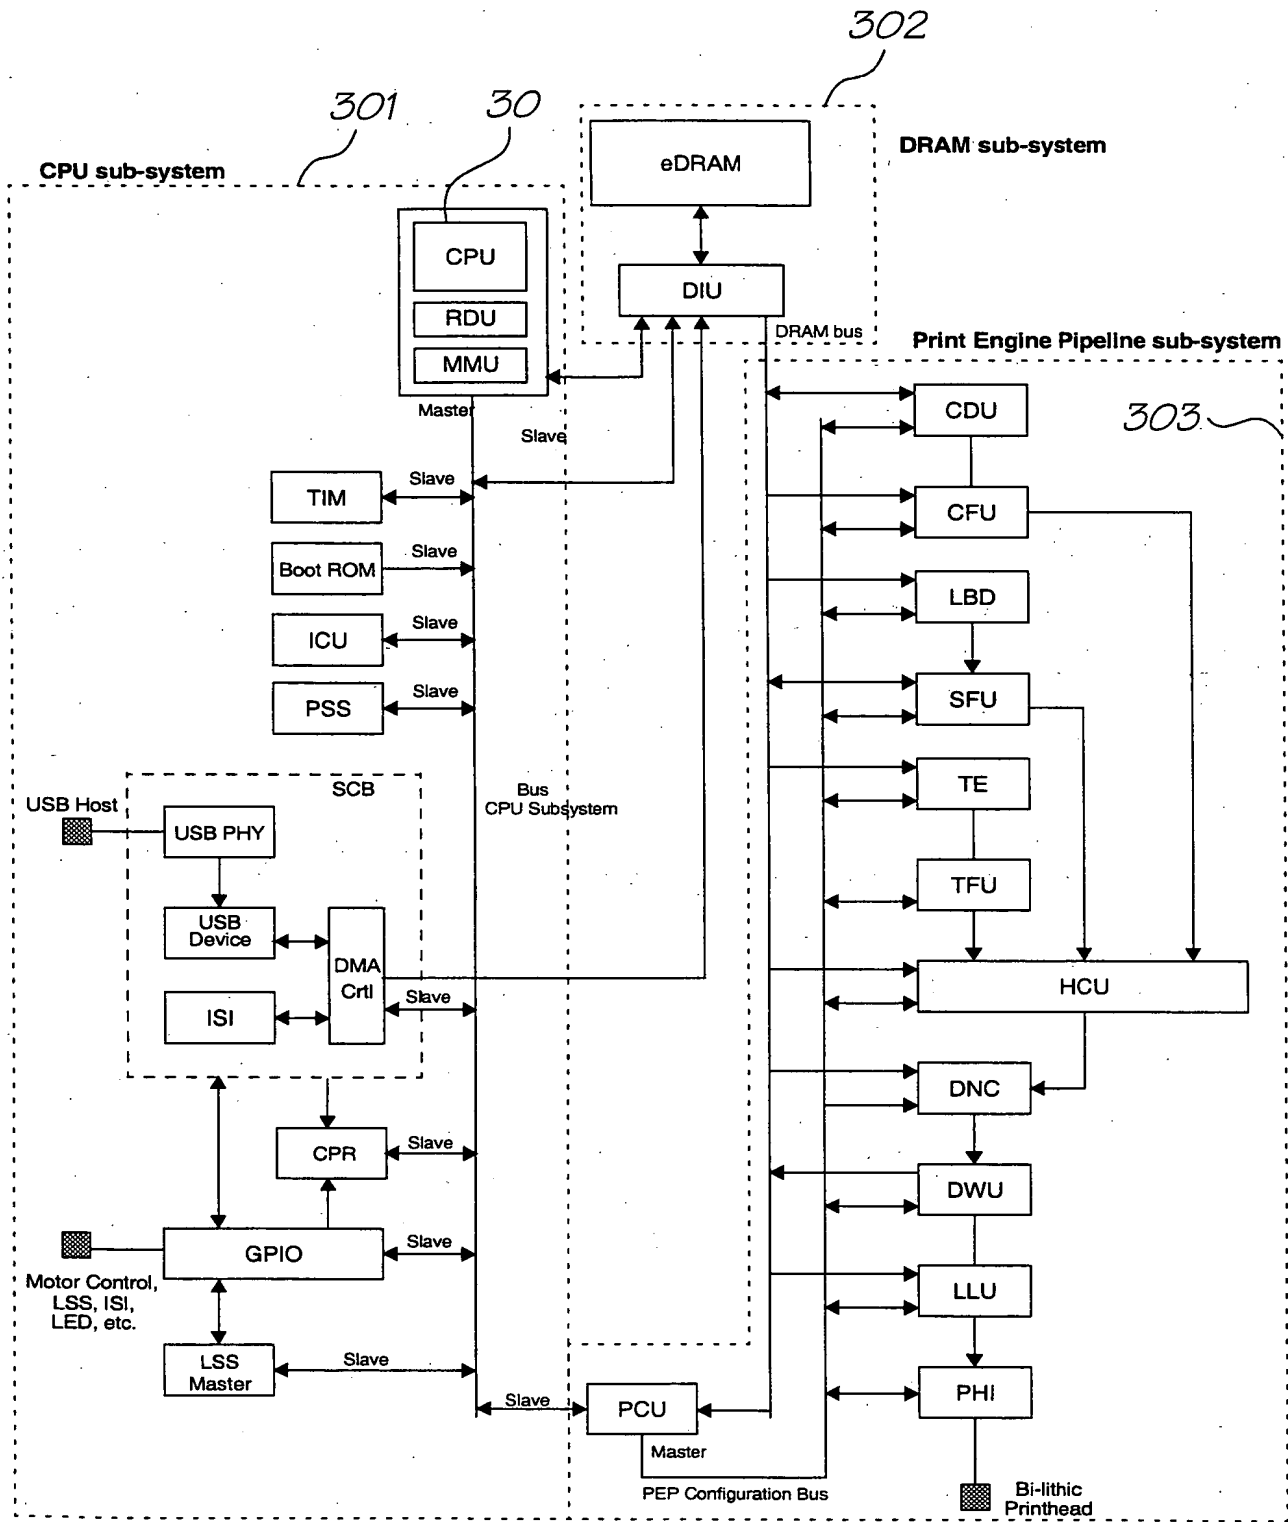 302
301
30
CPU sub-system
DRAM sub-system
eDRAM
CPU
RDU
MMU
DIU
DRAM bus
Print Engine Pipeline sub-system
303
Master
Slave
CDU
TIM
Slave
CFU
Boot ROM
Slave
LBD
ICU
Slave
PSS
Slave
SFU
SCB
Bus
CPU Subsystem
TE
USB Host
USB PHY
TFU
USB
Device
DMA
Crtl
HCU
ISI
Slave
DNC
CPR
Slave
DWU
GPIO
Slave
Motor Control,
LSS, ISI,
LED, etc.
LLU
LSS
Master
Slave
PHI
Slave
PCU
Master
PEP Configuration Bus
Bi-lithic
Printhead